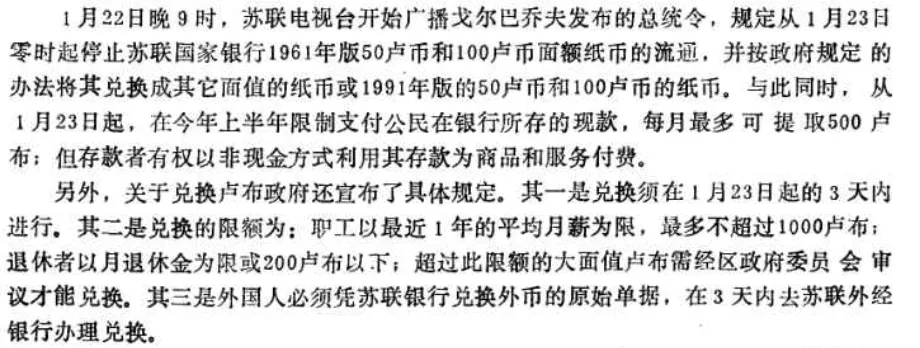 1月22日晚9时，苏联电视台开始广播戈尔巴乔夫发布的总统令，规定从1月23日
零时起停止苏联国家银行1961年版50卢币和100卢币面额纸币的流通，并按政府规定的
办法将其兑换成其它面值的纸币或1991年版的50卢币和100卢币的纸币。与此同时，从
1月23日起，在今年上半年限制支付公民在银行所存的现款，每月最多可提取500卢
布；但存款者有权以非现金方式利用其存款为商品和服务付费。
另外，关于兑换卢布政府还宣布了具体规定。其一是兑换须在1月23日起的3天内
进行。其二是兑换的限额为：职工以最近1年的平均月薪为限，最多不超过1000卢布；
退休者以月退休金为限或200卢布以下；超过此限额的大面值卢布需经区政府委员会审
议才能兑换。其三是外国人必须凭苏联银行兑换外币的原始单据，在3天内去苏联外经
银行办理兑换。